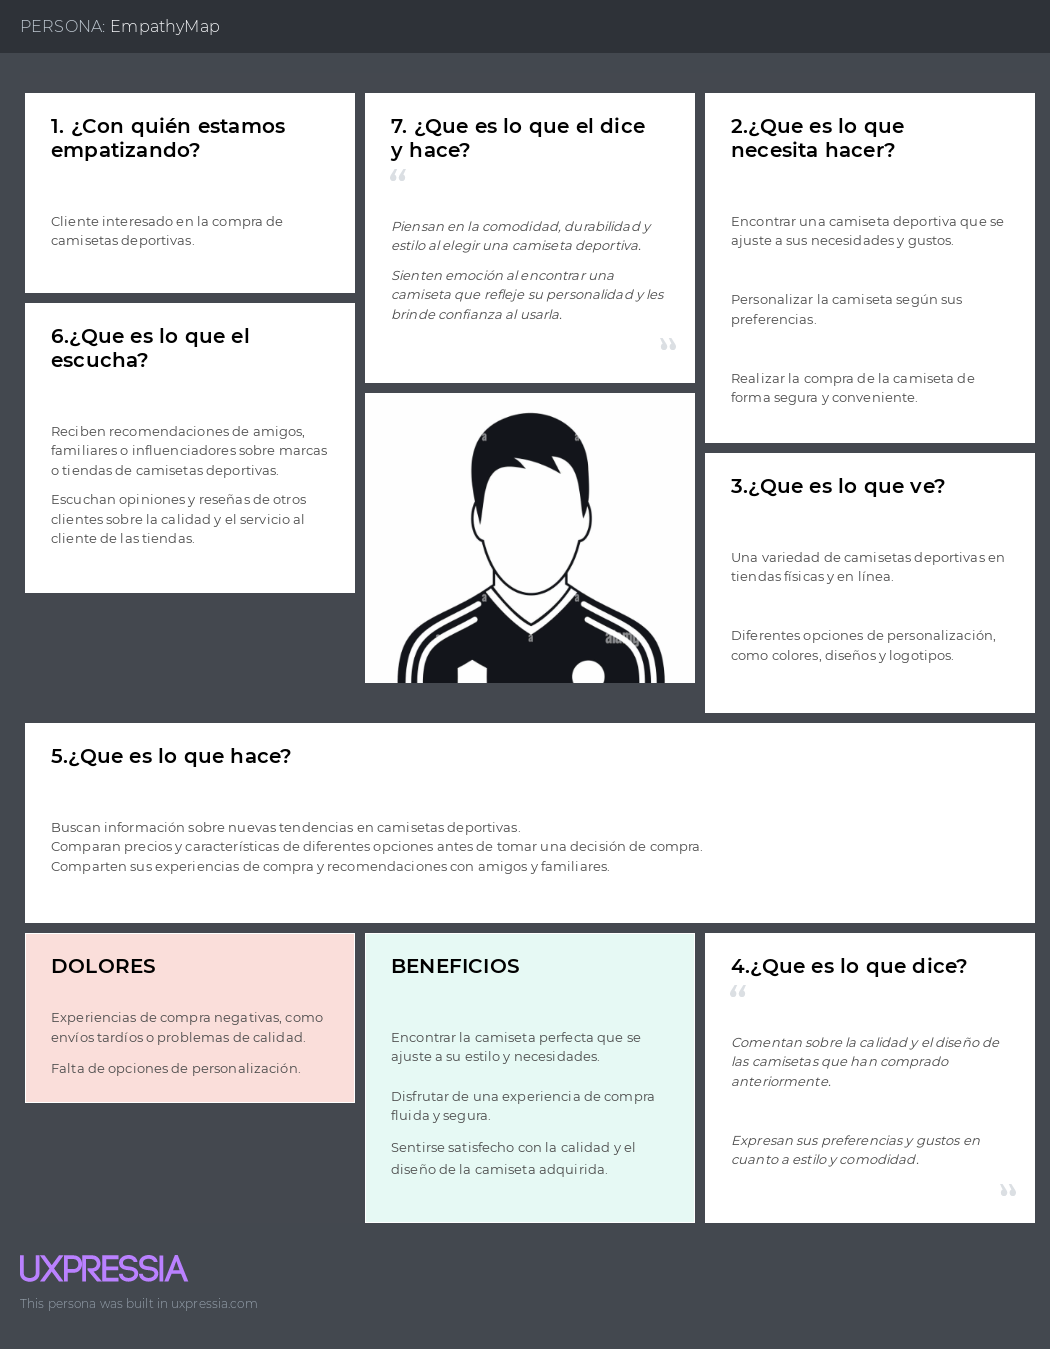 PERSONA: EmpathyMap
1. ¿Con quién estamos
empatizando?
Cliente interesado en la compra de
camisetas deportivas.
7. ¿Que es lo que el dice
y hace?
“
Piensan en la comodidad, durabilidad y
estilo al elegir una camiseta deportiva.
Sienten emoción al encontrar una
camiseta que refleje su personalidad y les
brinde confianza al usarla.
”
2.¿Que es lo que
necesita hacer?
Encontrar una camiseta deportiva que se
ajuste a sus necesidades y gustos.
Personalizar la camiseta según sus
preferencias.
Realizar la compra de la camiseta de
forma segura y conveniente.
6.¿Que es lo que el
escucha?
Reciben recomendaciones de amigos,
familiares o influenciadores sobre marcas
o tiendas de camisetas deportivas.
Escuchan opiniones y reseñas de otros
clientes sobre la calidad y el servicio al
cliente de las tiendas.
a a
a a
a alamy
3.¿Que es lo que ve?
Una variedad de camisetas deportivas en
tiendas físicas y en línea.
Diferentes opciones de personalización,
como colores, diseños y logotipos.
5.¿Que es lo que hace?
Buscan información sobre nuevas tendencias en camisetas deportivas.
Comparan precios y características de diferentes opciones antes de tomar una decisión de compra.
Comparten sus experiencias de compra y recomendaciones con amigos y familiares.
DOLORES
Experiencias de compra negativas, como
envíos tardíos o problemas de calidad.
Falta de opciones de personalización.
BENEFICIOS
Encontrar la camiseta perfecta que se
ajuste a su estilo y necesidades.
Disfrutar de una experiencia de compra
fluida y segura.
Sentirse satisfecho con la calidad y el
diseño de la camiseta adquirida.
4.¿Que es lo que dice?
“
Comentan sobre la calidad y el diseño de
las camisetas que han comprado
anteriormente.
Expresan sus preferencias y gustos en
cuanto a estilo y comodidad.
”
UXPRESSIA
This persona was built in uxpressia.com